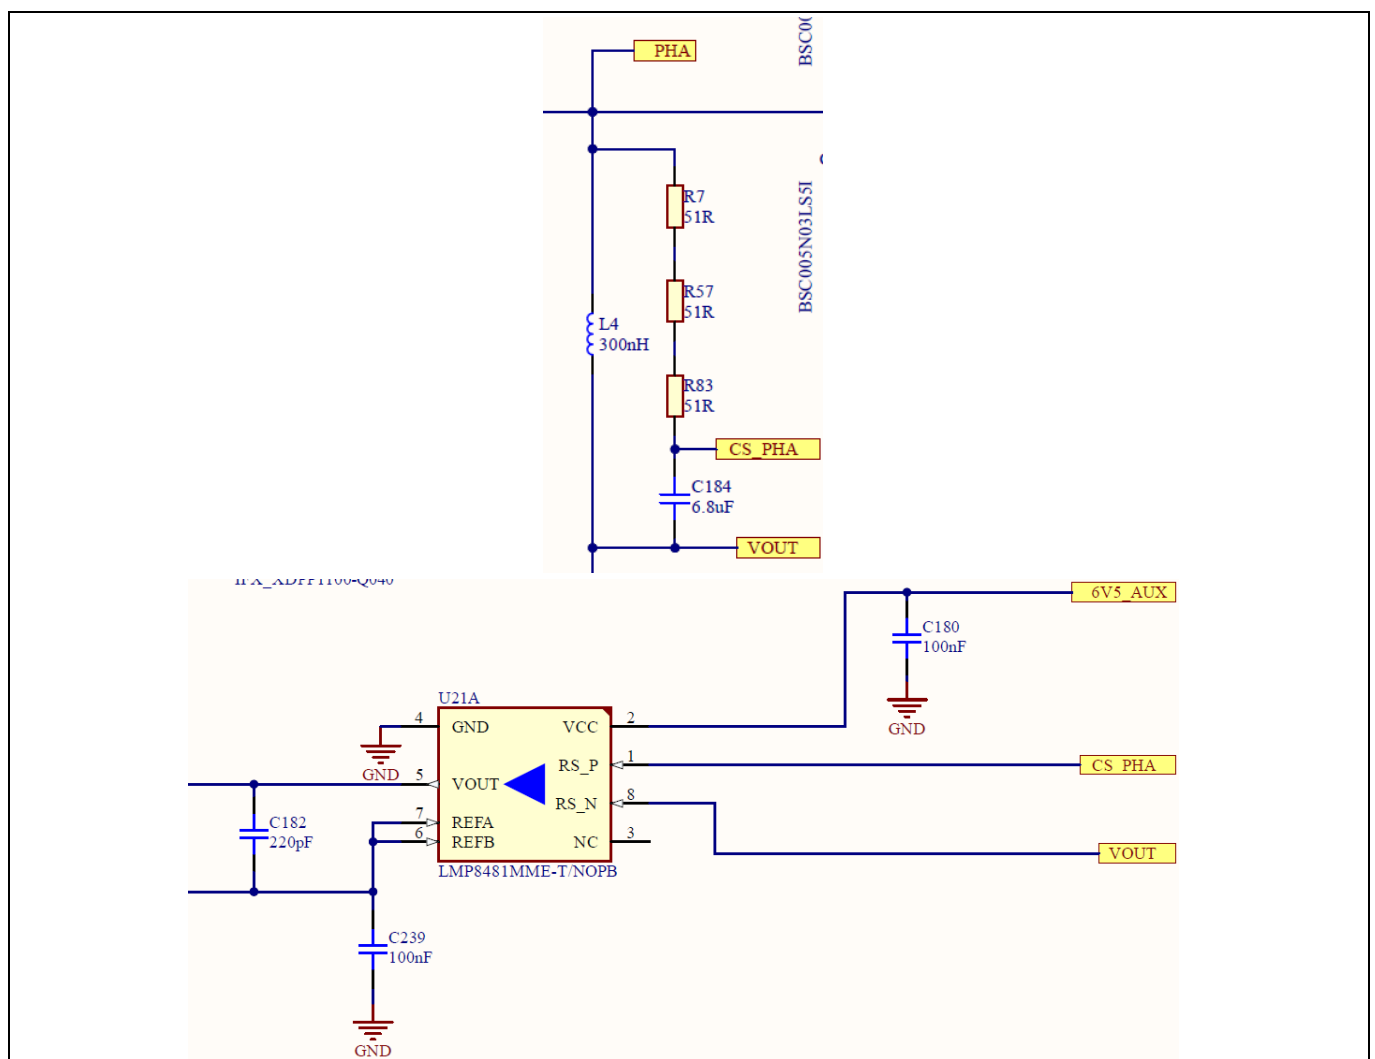 PHA
R7
51R
BSC005N03LS5I
R57
51R
L4
300nH
R83
51R
CS_PHA
C184
6.8uF
VOUT
6V5_AUX
C180
100nF
GND
U21A
4
GND
VCC
2
GND
RS_P
1
CS_PHA
5
VOUT
RS_N
8
C182
220pF
7
REFA
6
REFB
NC
3
VOUT
LMP8481MME-T/NOPB
C239
100nF
GND